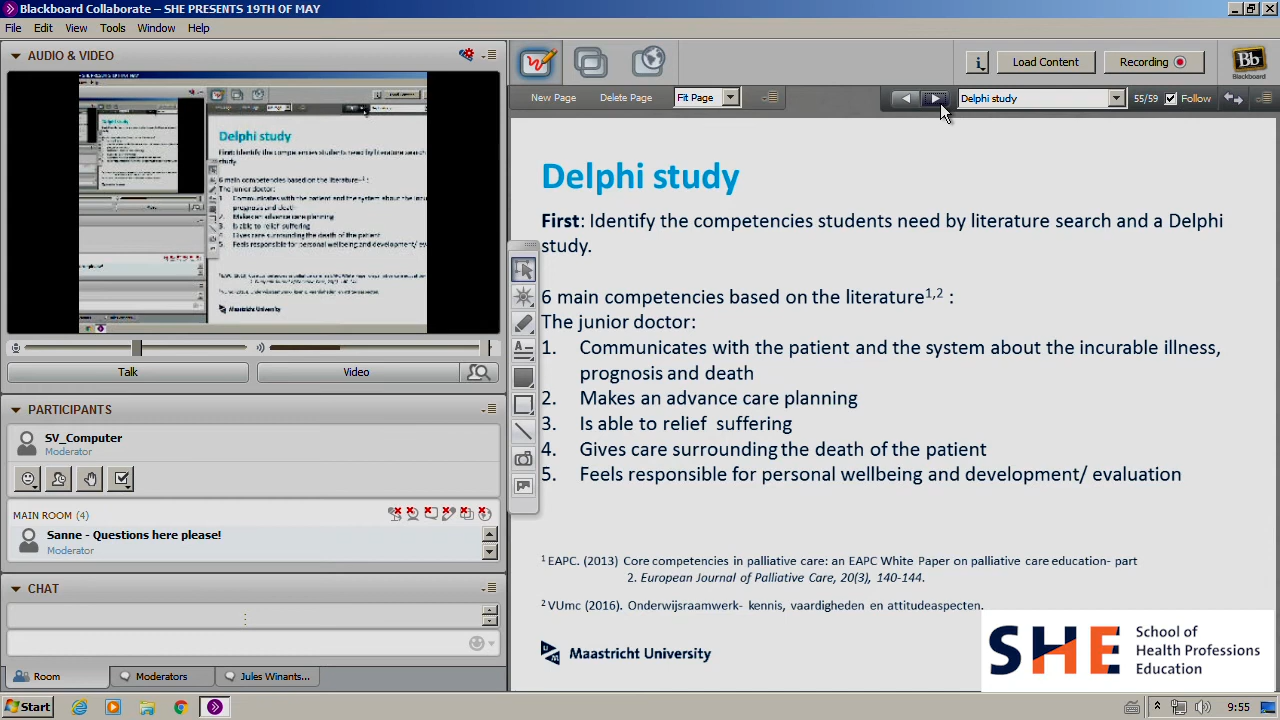 Blackboard Collaborate – SHE PRESENTS 19TH OF MAY
File Edit View Tools Window Help
AUDIO & VIDEO
Delphi study
Talk
Video
PARTICIPANTS
SV_Computer
Moderator
MAIN ROOM (4)
Sanne - Questions here please!
Moderator
CHAT
Room
Moderators
Jules Winants...
Load Content
Recording
Bb
Blackboard
New Page
Delete Page
Fit Page
Delphi study
55/59
Follow
Delphi study
First: Identify the competencies students need by literature search and a Delphi
study.
6 main competencies based on the literature1,2 :
The junior doctor:
1. Communicates with the patient and the system about the incurable illness,
prognosis and death
2. Makes an advance care planning
3. Is able to relief suffering
4. Gives care surrounding the death of the patient
5. Feels responsible for personal wellbeing and development/ evaluation
1 EAPC. (2013) Core competencies in palliative care: an EAPC White Paper on palliative care education- part
2. European Journal of Palliative Care, 20(3), 140-144.
2 VUmc (2016). Onderwijsraamwerk- kennis, vaardigheden en attitudeaspecten.
Maastricht University
SHE
School of
Health Professions
Education
Start
9:55